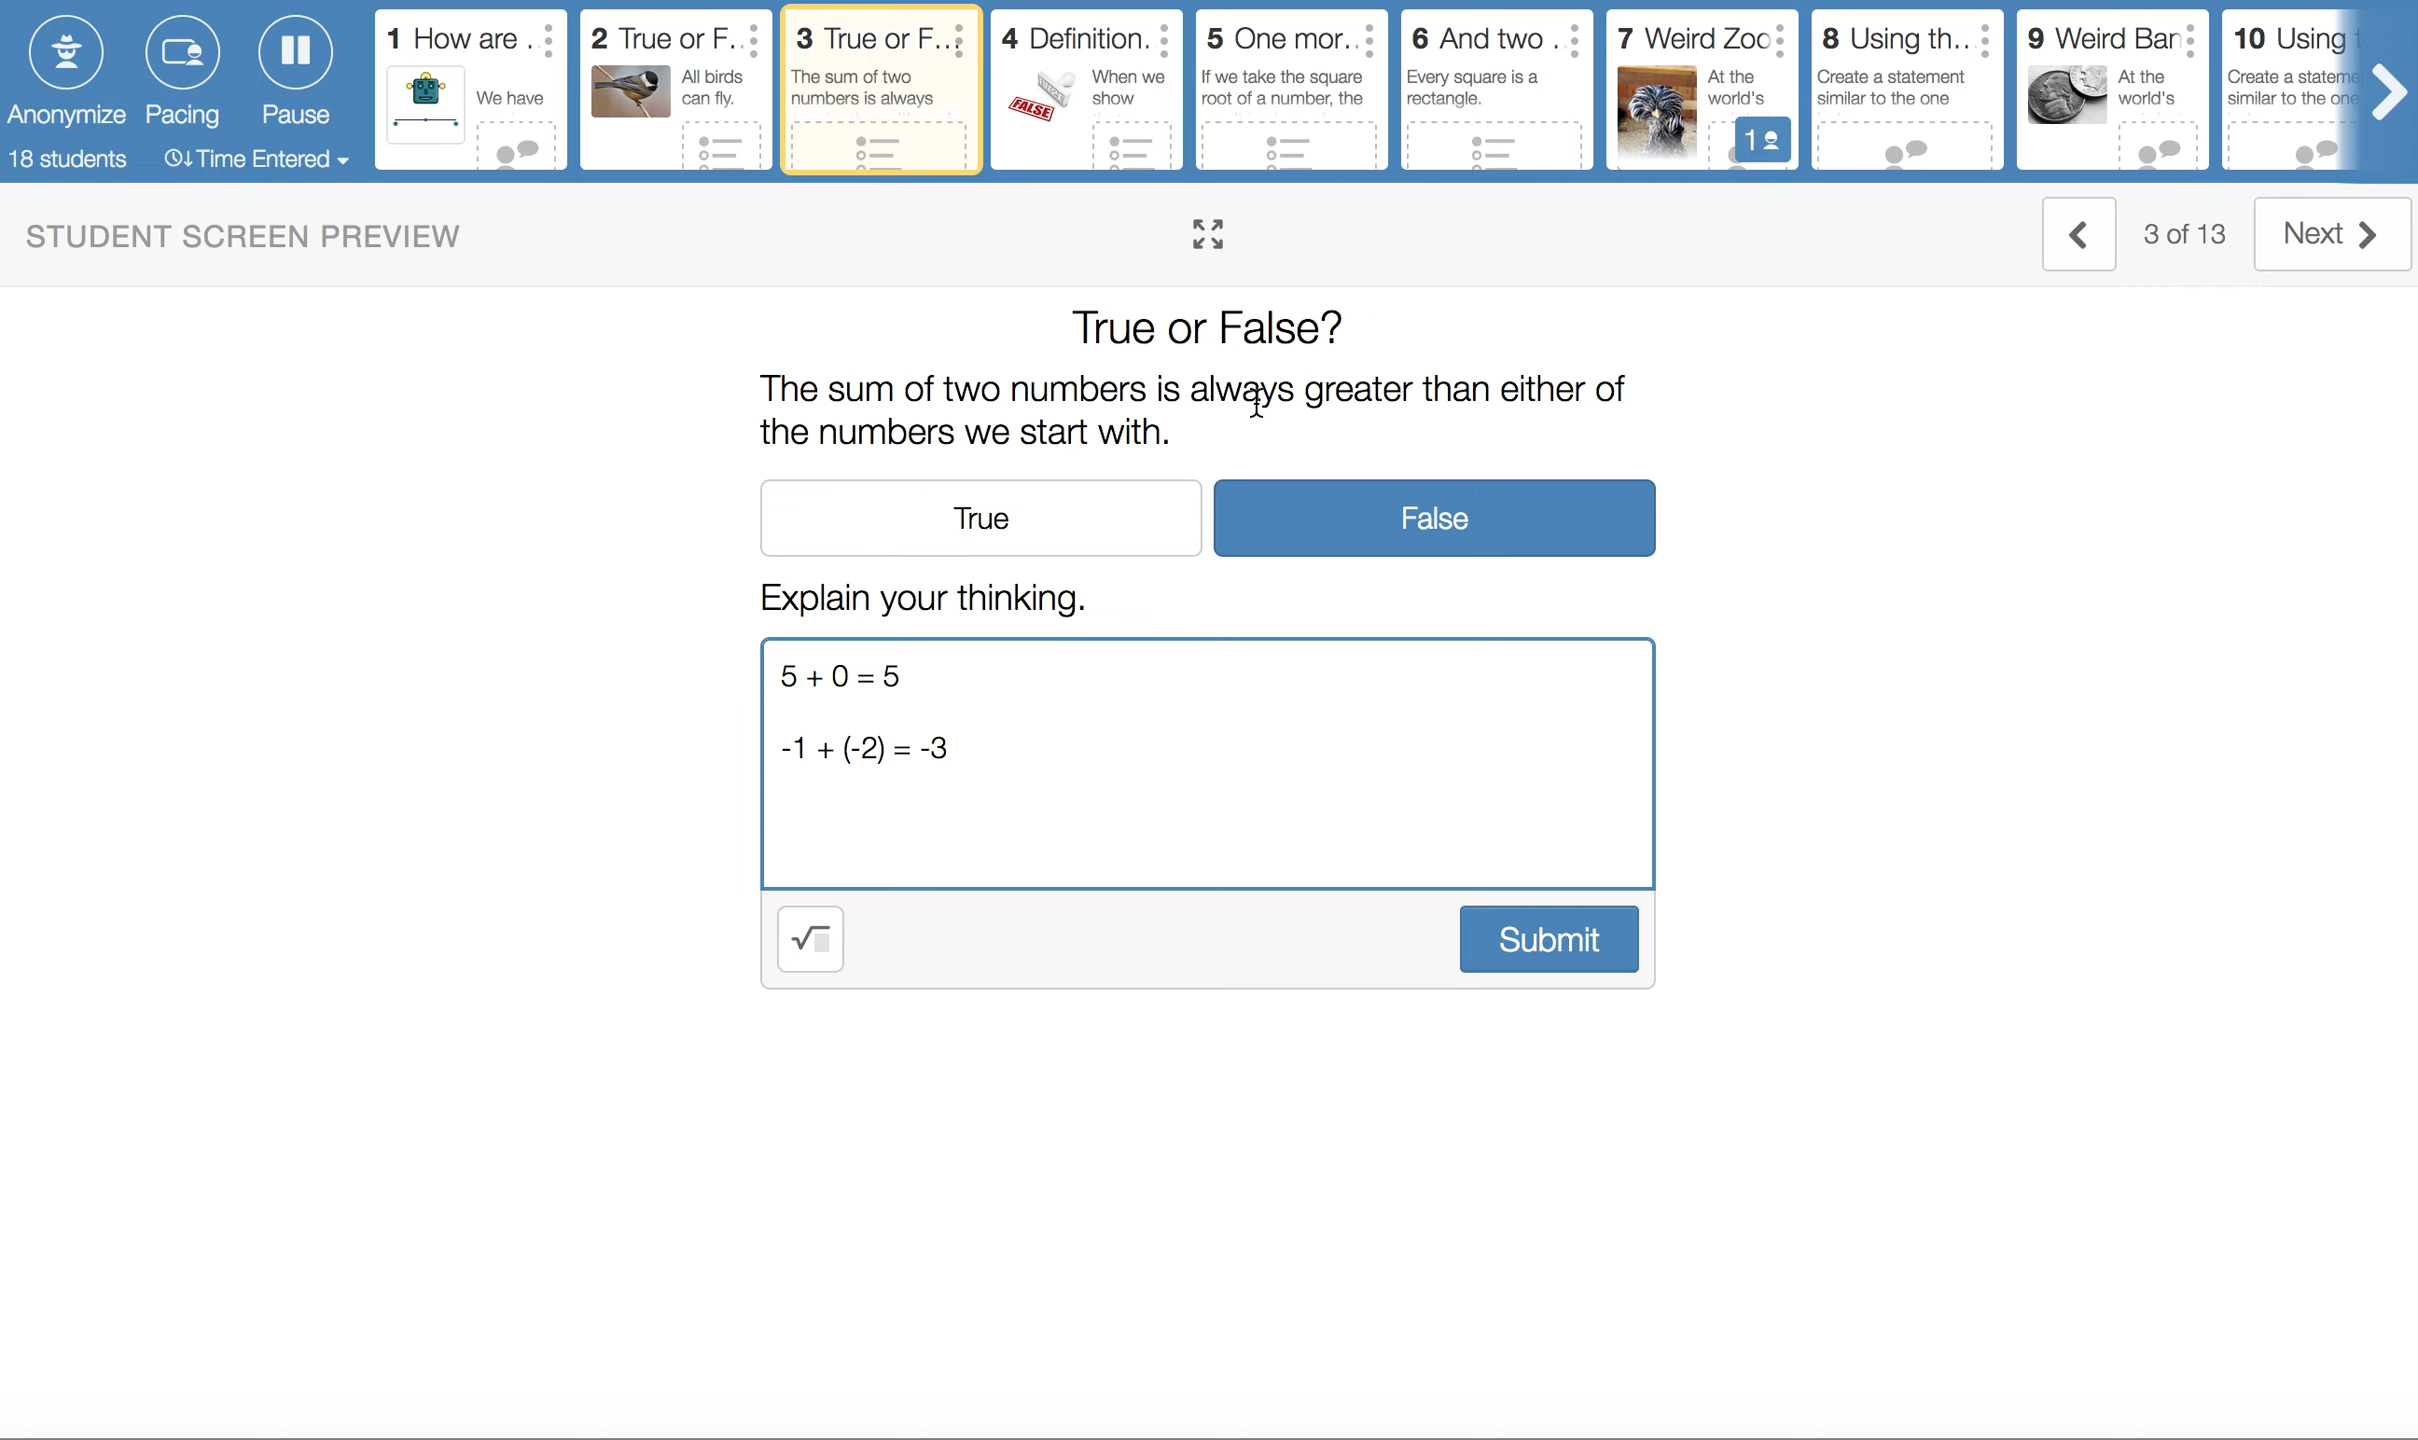 Anonymize
Pacing
Pause
18 students
Time Entered
1 How are ...
We have
2 True or F...
All birds
can fly.
3 True or F...
The sum of two
numbers is always
4 Definition.
FALSE
When we
show
5 One mor...
If we take the square
root of a number, the
6 And two ...
Every square is a
rectangle.
7 Weird Zoo
At the
world's
1
8 Using th...
Create a statement
similar to the one
9 Weird Ban
At the
world's
10 Using t
Create a stateme
similar to the one
STUDENT SCREEN PREVIEW
3 of 13
Next
True or False?
The sum of two numbers is always greater than either of
the numbers we start with.
True
False
Explain your thinking.
5 + 0 = 5
-1 + (-2) = -3
Submit